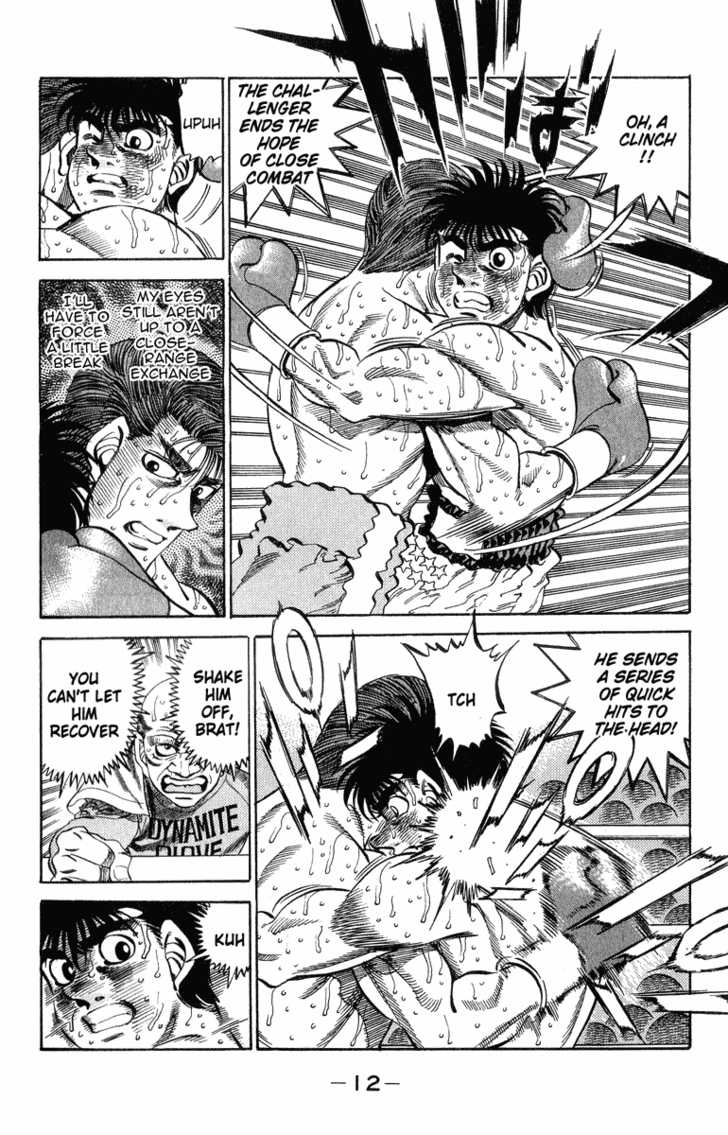 OH, A
CLINCH
!!
THE CHAL-
LENGER
ENDS THE
HOPE
OF CLOSE
COMBAT
UPUH
MY EYES
STILL AREN'T
UP TO A
CLOSE-
RANGE
EXCHANGE
I'LL
HAVE TO
FORCE
A LITTLE
BREAK
HE SENDS
A SERIES
OF QUICK
HITS TO
THE HEAD!
TCH
SHAKE
HIM
OFF,
BRAT!
YOU
CAN'T LET
HIM
RECOVER
DYNAMITE
GLOVE
KUH
-12-